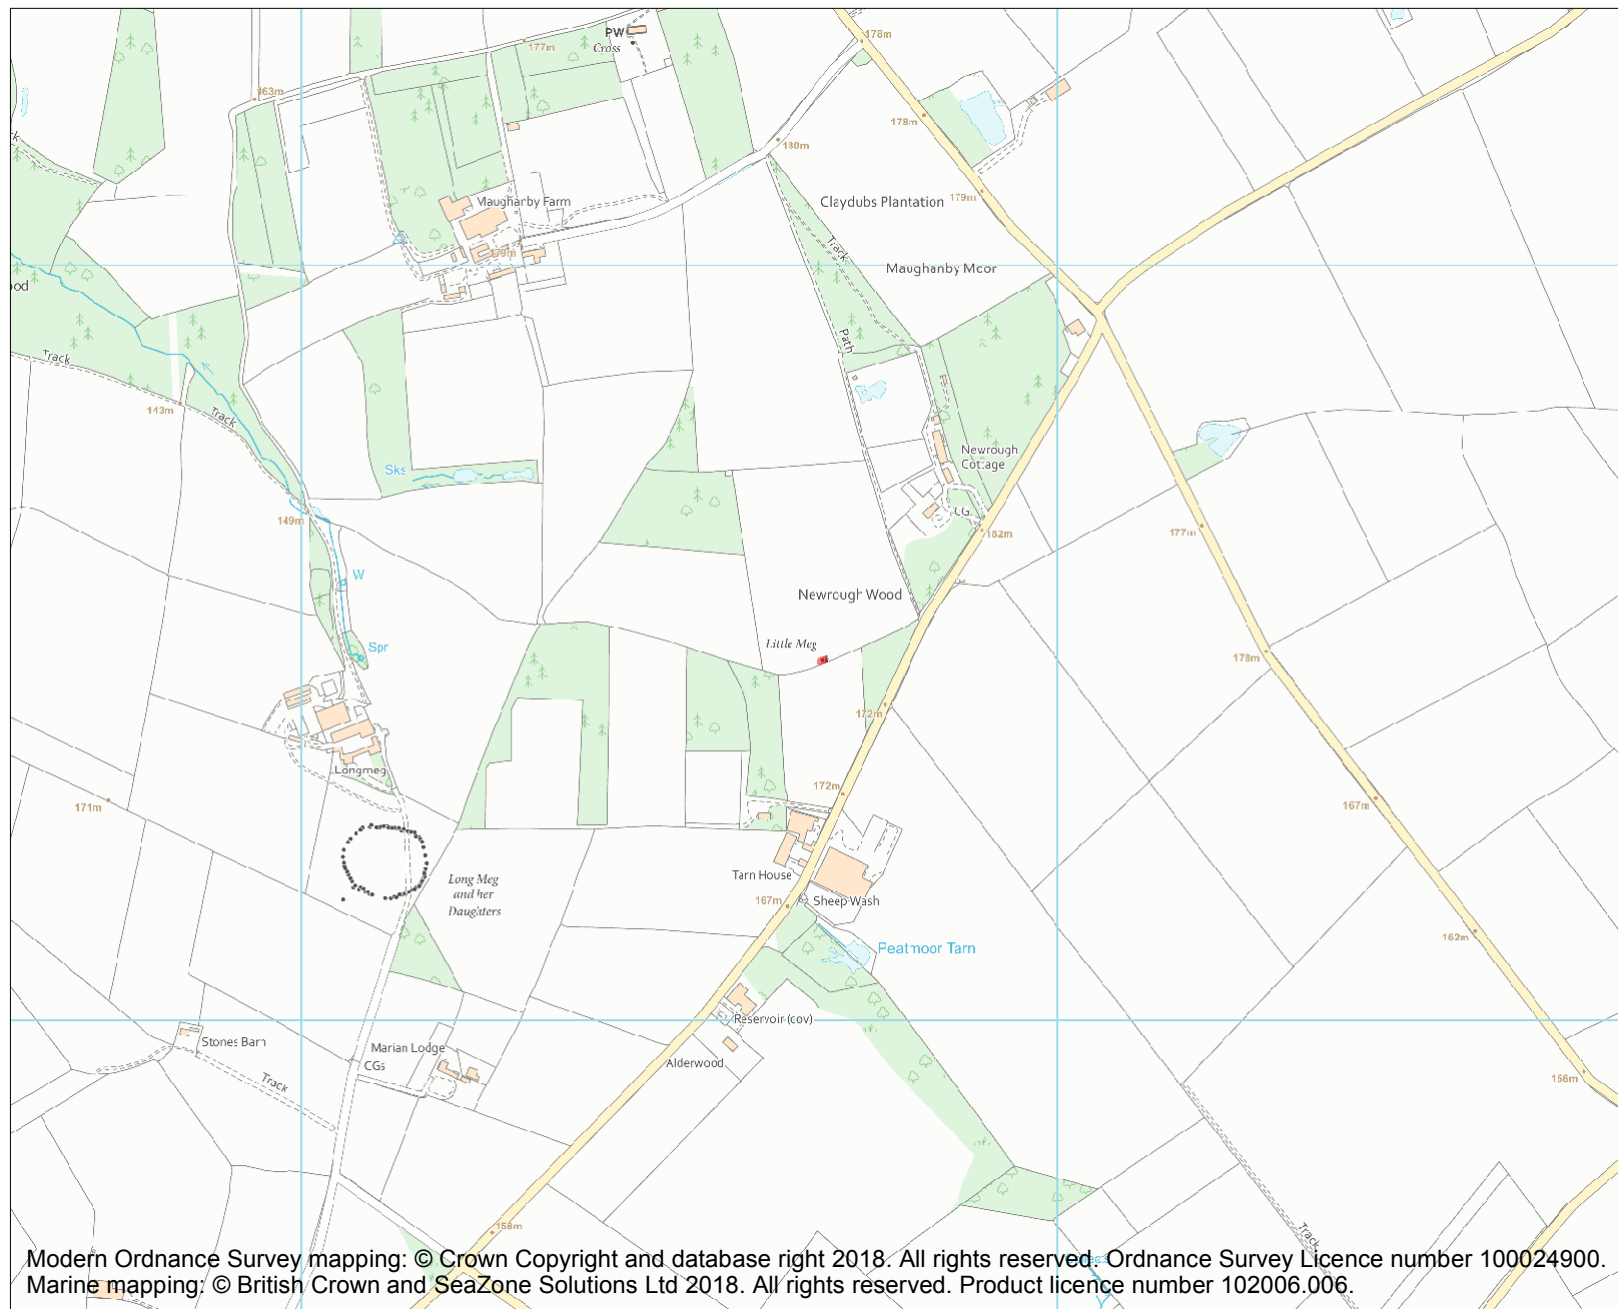 PW
Cross
177m
178m
163m
178m
180m
Maughanby Farm
Claydubs Plantation
179m
Track
179m
Maughanby Moor
Path
Track
143m
Track
Sks
Newrough
Cottage
CG
149m
182m
177m
W
Newrough Wood
Little Meg
Spr
178m
172m
Longmeg
172m
171m
167m
Tarn House
Long Meg
and her
Daughters
167m
Sheep Wash
162m
Peatmoor Tarn
Reservoir (cov)
Stones Barn
Marian Lodge
CGs
Alderwood
Track
156m
158m
Track
Modern Ordnance Survey mapping: © Crown Copyright and database right 2018. All rights reserved. Ordnance Survey Licence number 100024900.
Marine mapping: © British Crown and SeaZone Solutions Ltd 2018. All rights reserved. Product licence number 102006.006.